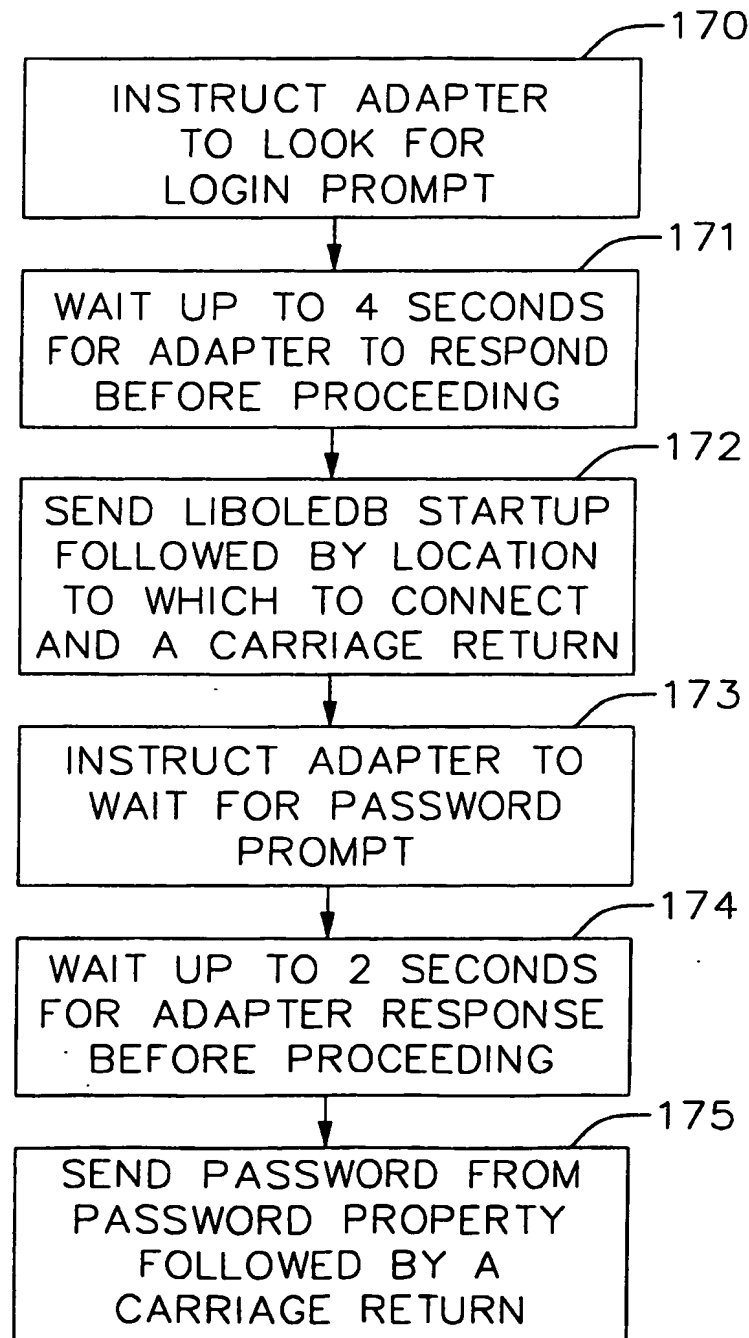 170
INSTRUCT ADAPTER
TO LOOK FOR
LOGIN PROMPT
171
WAIT UP TO 4 SECONDS
FOR ADAPTER TO RESPOND
BEFORE PROCEEDING
172
SEND LIBOLEDB STARTUP
FOLLOWED BY LOCATION
TO WHICH TO CONNECT
AND A CARRIAGE RETURN
173
INSTRUCT ADAPTER TO
WAIT FOR PASSWORD
PROMPT
174
WAIT UP TO 2 SECONDS
FOR ADAPTER RESPONSE
BEFORE PROCEEDING
175
SEND PASSWORD FROM
PASSWORD PROPERTY
FOLLOWED BY A
CARRIAGE RETURN